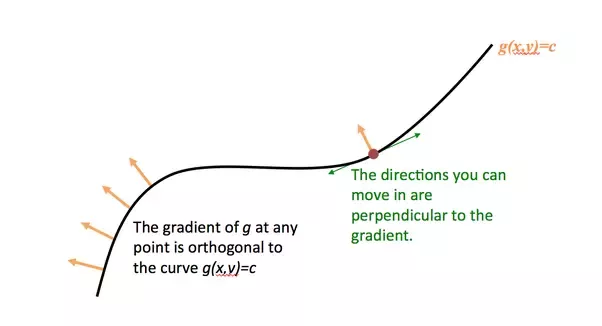 g(x,y)=c
The directions you can
move in are
perpendicular to the
gradient.
The gradient of g at any
point is orthogonal to
the curve g(x,y)=c